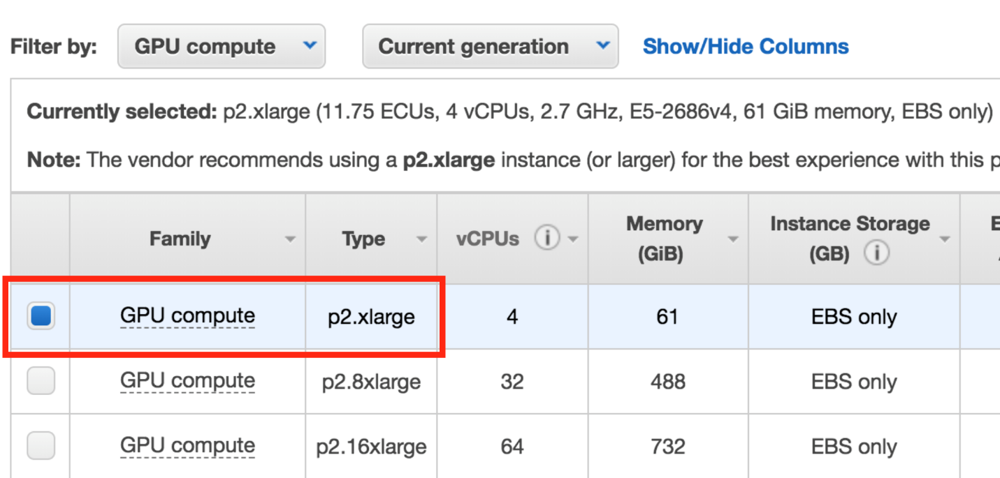 Filter by: GPU compute Current generation Show/Hide Columns
Currently selected: p2.xlarge (11.75 ECUs, 4 vCPUs, 2.7 GHz, E5-2686v4, 61 GiB memory, EBS only)
Note: The vendor recommends using a p2.xlarge instance (or larger) for the best experience with this
Family Type vCPUs i Memory (GiB) Instance Storage (GB) i
GPU compute p2.xlarge 4 61 EBS only
GPU compute p2.8xlarge 32 488 EBS only
GPU compute p2.16xlarge 64 732 EBS only